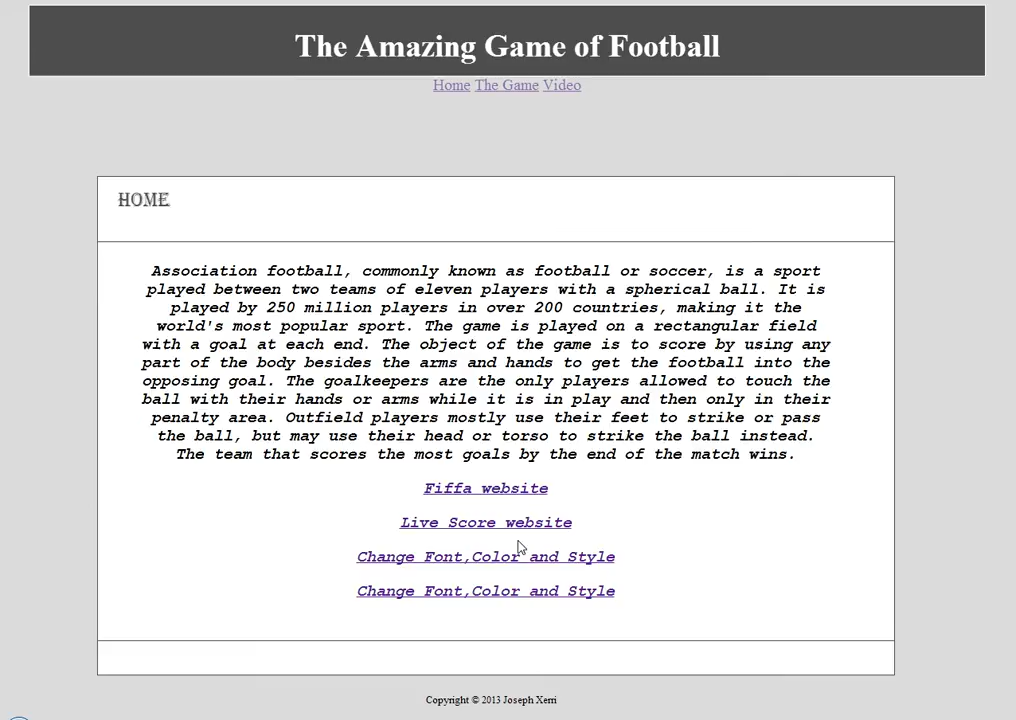 The Amazing Game of Football
Home The Game Video
HOME
Association football, commonly known as football or soccer, is a sport
played between two teams of eleven players with a spherical ball. It is
played by 250 million players in over 200 countries, making it the
world's most popular sport. The game is played on a rectangular field
with a goal at each end. The object of the game is to score by using any
part of the body besides the arms and hands to get the football into the
opposing goal. The goalkeepers are the only players allowed to touch the
ball with their hands or arms while it is in play and then only in their
penalty area. Outfield players mostly use their feet to strike or pass
the ball, but may use their head or torso to strike the ball instead.
The team that scores the most goals by the end of the match wins.
Fiffa website
Live Score website
Change Font,Color and Style
Change Font,Color and Style
Copyright © 2013 Joseph Xerri